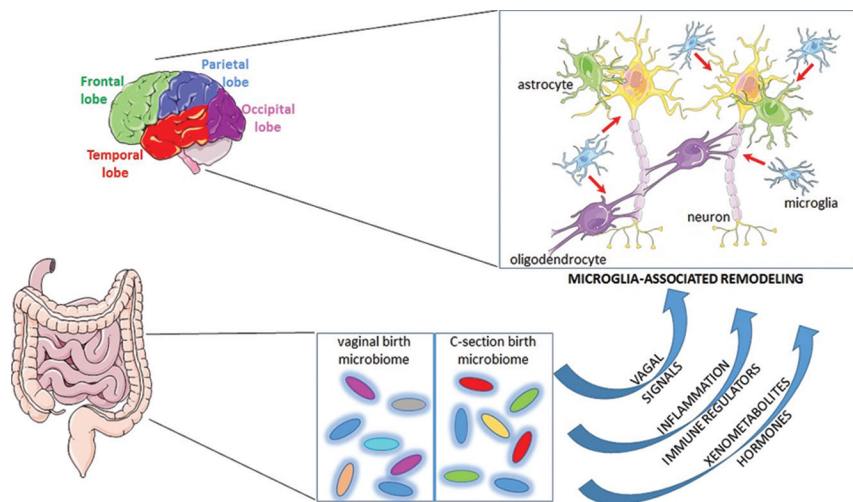 Frontal
lobe
Parietal
lobe
Occipital
lobe
Temporal
lobe
astrocyte
microglia
neuron
oligodendrocyte
MICROGLIA-ASSOCIATED REMODELING
vaginal birth
microbiome
C-section birth
microbiome
VAGAL
SIGNALS
INFLAMMATION
IMMUNE REGULATORS
XENOMETABOLITES
HORMONES